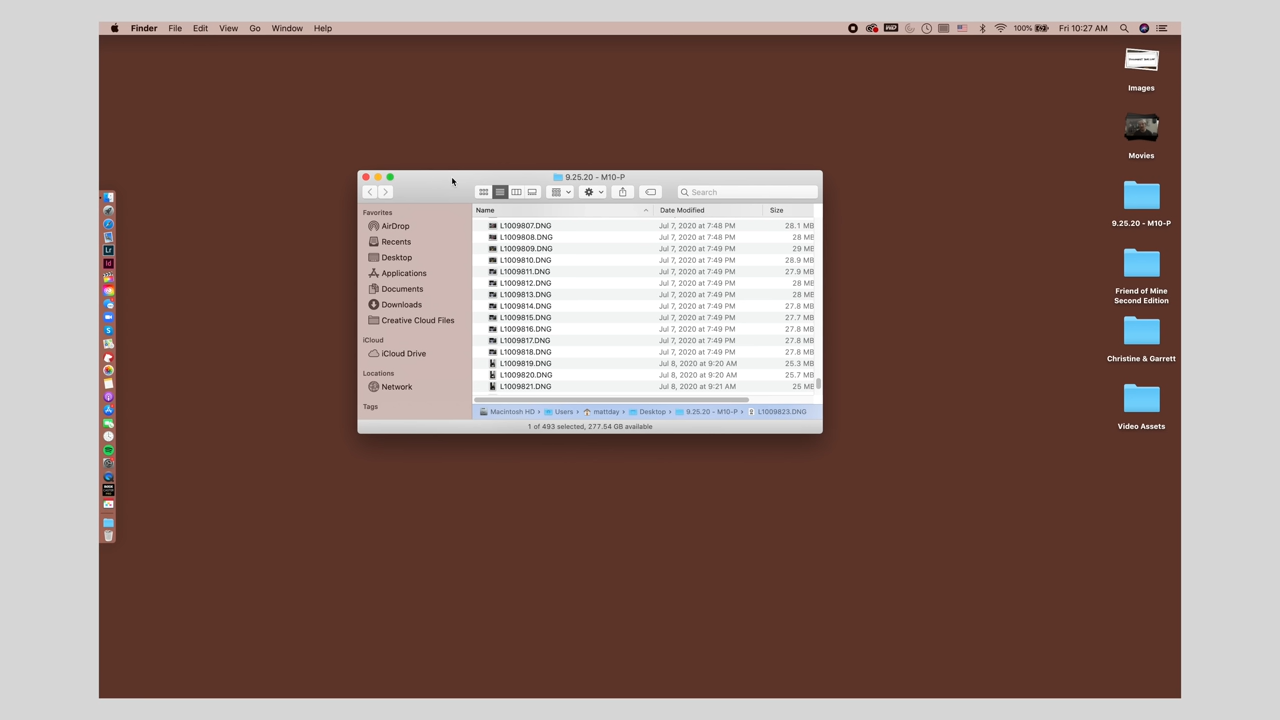 Finder File Edit View Go Window Help 100% Fri 10:27 AM
Images
Movies
9.25.20 - M10-P
Friend of Mine
Second Edition
Christine & Garrett
Video Assets
9.25.20 - M10-P
Search
Favorites
AirDrop
Recents
Desktop
Applications
Documents
Downloads
Creative Cloud Files
iCloud
iCloud Drive
Locations
Network
Tags
Name Date Modified Size
L1009807.DNG Jul 7, 2020 at 7:48 PM 28.1 MB
L1009808.DNG Jul 7, 2020 at 7:48 PM 28 MB
L1009809.DNG Jul 7, 2020 at 7:48 PM 29 MB
L1009810.DNG Jul 7, 2020 at 7:49 PM 28.9 MB
L1009811.DNG Jul 7, 2020 at 7:49 PM 27.9 MB
L1009812.DNG Jul 7, 2020 at 7:49 PM 28 MB
L1009813.DNG Jul 7, 2020 at 7:49 PM 28 MB
L1009814.DNG Jul 7, 2020 at 7:49 PM 27.8 MB
L1009815.DNG Jul 7, 2020 at 7:49 PM 27.7 MB
L1009816.DNG Jul 7, 2020 at 7:49 PM 27.8 MB
L1009817.DNG Jul 7, 2020 at 7:49 PM 27.8 MB
L1009818.DNG Jul 7, 2020 at 7:49 PM 27.8 MB
L1009819.DNG Jul 8, 2020 at 9:20 AM 25.3 MB
L1009820.DNG Jul 8, 2020 at 9:20 AM 25.7 MB
L1009821.DNG Jul 8, 2020 at 9:21 AM 25 MB
Macintosh HD › Users › mattday › Desktop › 9.25.20 - M10-P › L1009823.DNG
1 of 493 selected, 277.54 GB available
Lr
Id